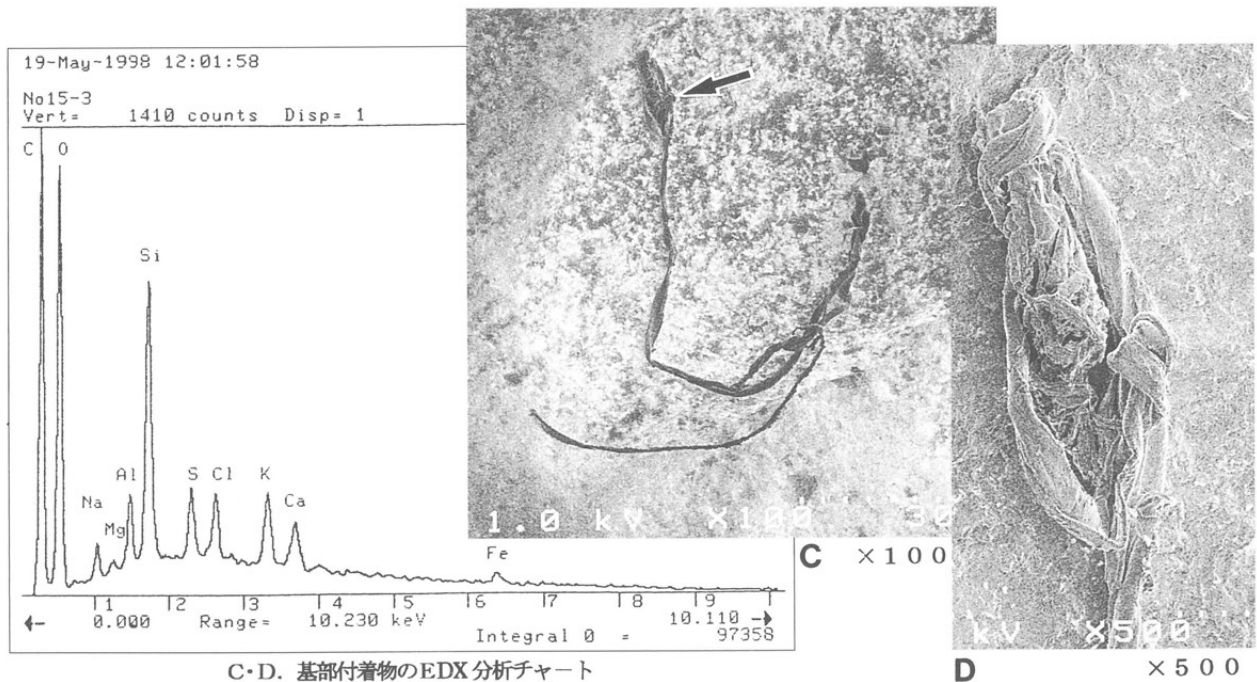 19-May-1998 12:01:58
No15-3
Vert= 1410 counts Disp= 1
C O
Si
Al
S Cl K
Na
Ca
Mg
Fe
1 2 3 4 5 6 7 8 9
0.000 Range= 10.230 keV 10.110
Integral 0 = 97358
1.0 kV X100 30
C ×100
kV X500
D ×500
C・D. 基部付着物のEDX分析チャート